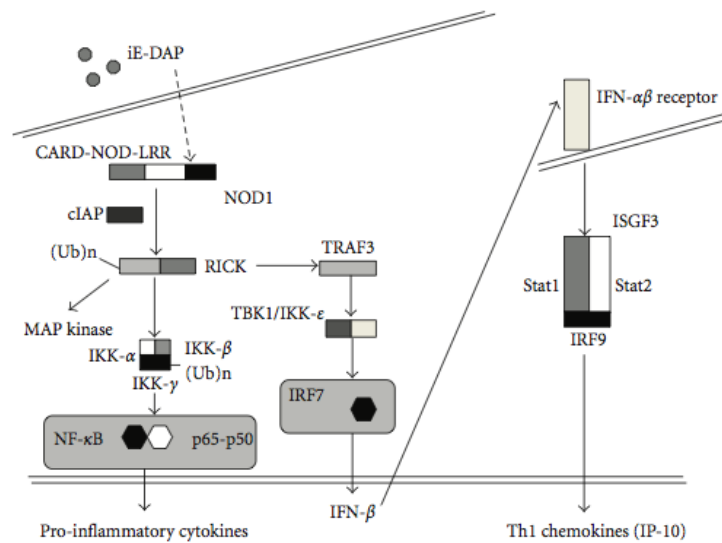 iE-DAP
IFN-αβ receptor
CARD-NOD-LRR
NOD1
cIAP
ISGF3
(Ub)n
RICK
TRAF3
Stat1
Stat2
MAP kinase
TBK1/IKK-ε
IRF9
IKK-α
IKK-β
(Ub)n
IKK-γ
IRF7
NF-κB
p65-p50
IFN-β
Pro-inflammatory cytokines
Th1 chemokines (IP-10)